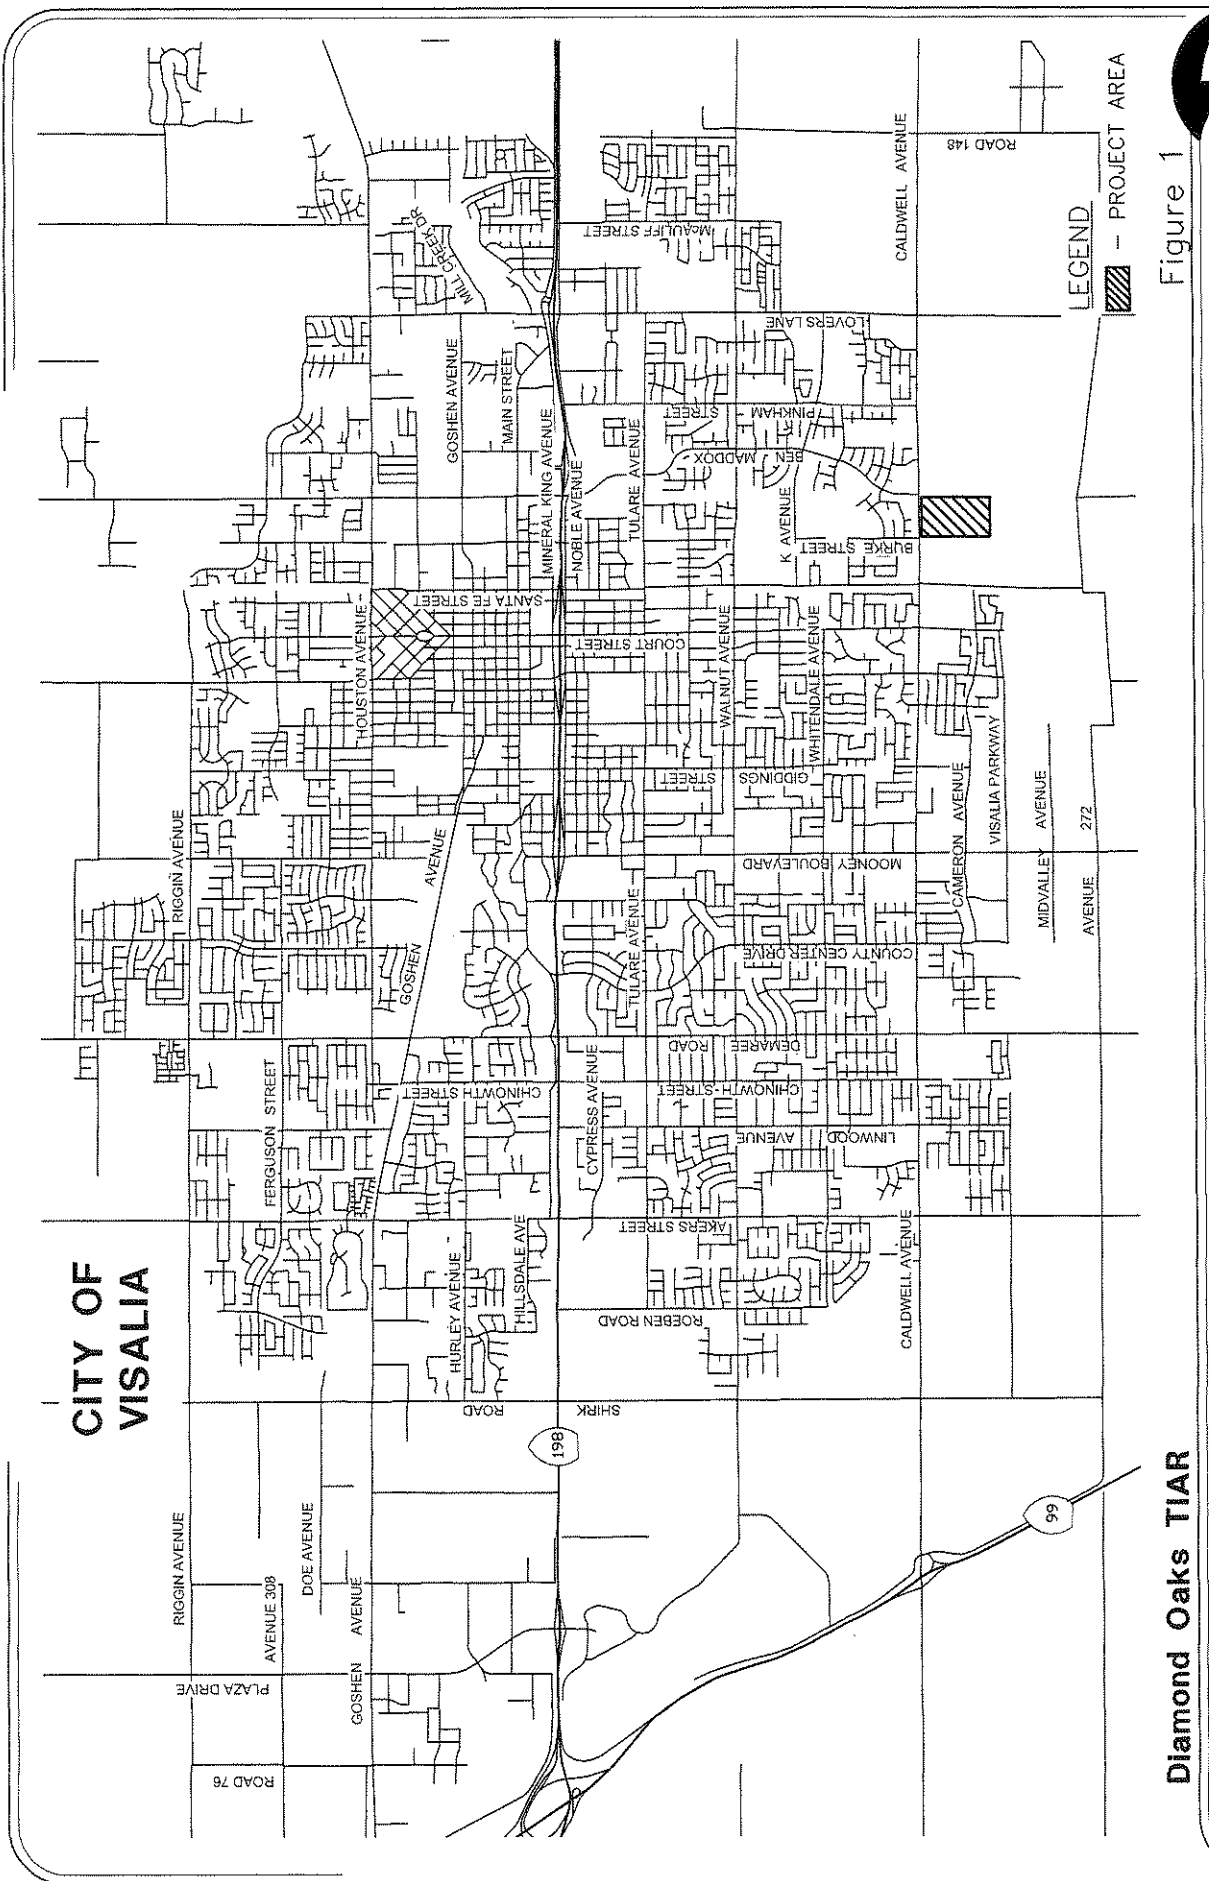 CITY OF
VISALIA
RIGGIN AVENUE
RIGGIN AVENUE
AVENUE 308
DOE AVENUE
FERGUSON STREET
GOSHEN AVENUE
GOSHEN AVENUE
HOUSTON AVENUE
GOSHEN AVENUE
MAIN STREET
MILL CREEK DR
MINERAL KING AVENUE
NOBLE AVENUE
HURLEY AVENUE
HILLSDALE AVE
198
CYPRESS AVENUE
TULARE AVENUE
TULARE AVENUE
WALNUT AVENUE
K AVENUE
WHITENDALE AVENUE
CALDWELL AVENUE
CALDWELL AVENUE
CAMERON AVENUE
VISALIA PARKWAY
MIDVALLEY AVENUE
AVENUE 272
99
ROAD 76
PLAZA DRIVE
SHIRK ROAD
ROEBEN ROAD
AKERS STREET
LINWOOD AVENUE
CHINOWTH STREET
CHINOWTH STREET
DEMAREE ROAD
COUNTY CENTER DRIVE
MOONEY BOULEVARD
GIDDINGS STREET
COURT STREET
SANTA FE STREET
BURKE STREET
BEN MADDOX
PINKHAM STREET
LOVERS LANE
McAULIFF STREET
ROAD 148
LEGEND
- PROJECT AREA
Diamond Oaks TIAR
Figure 1